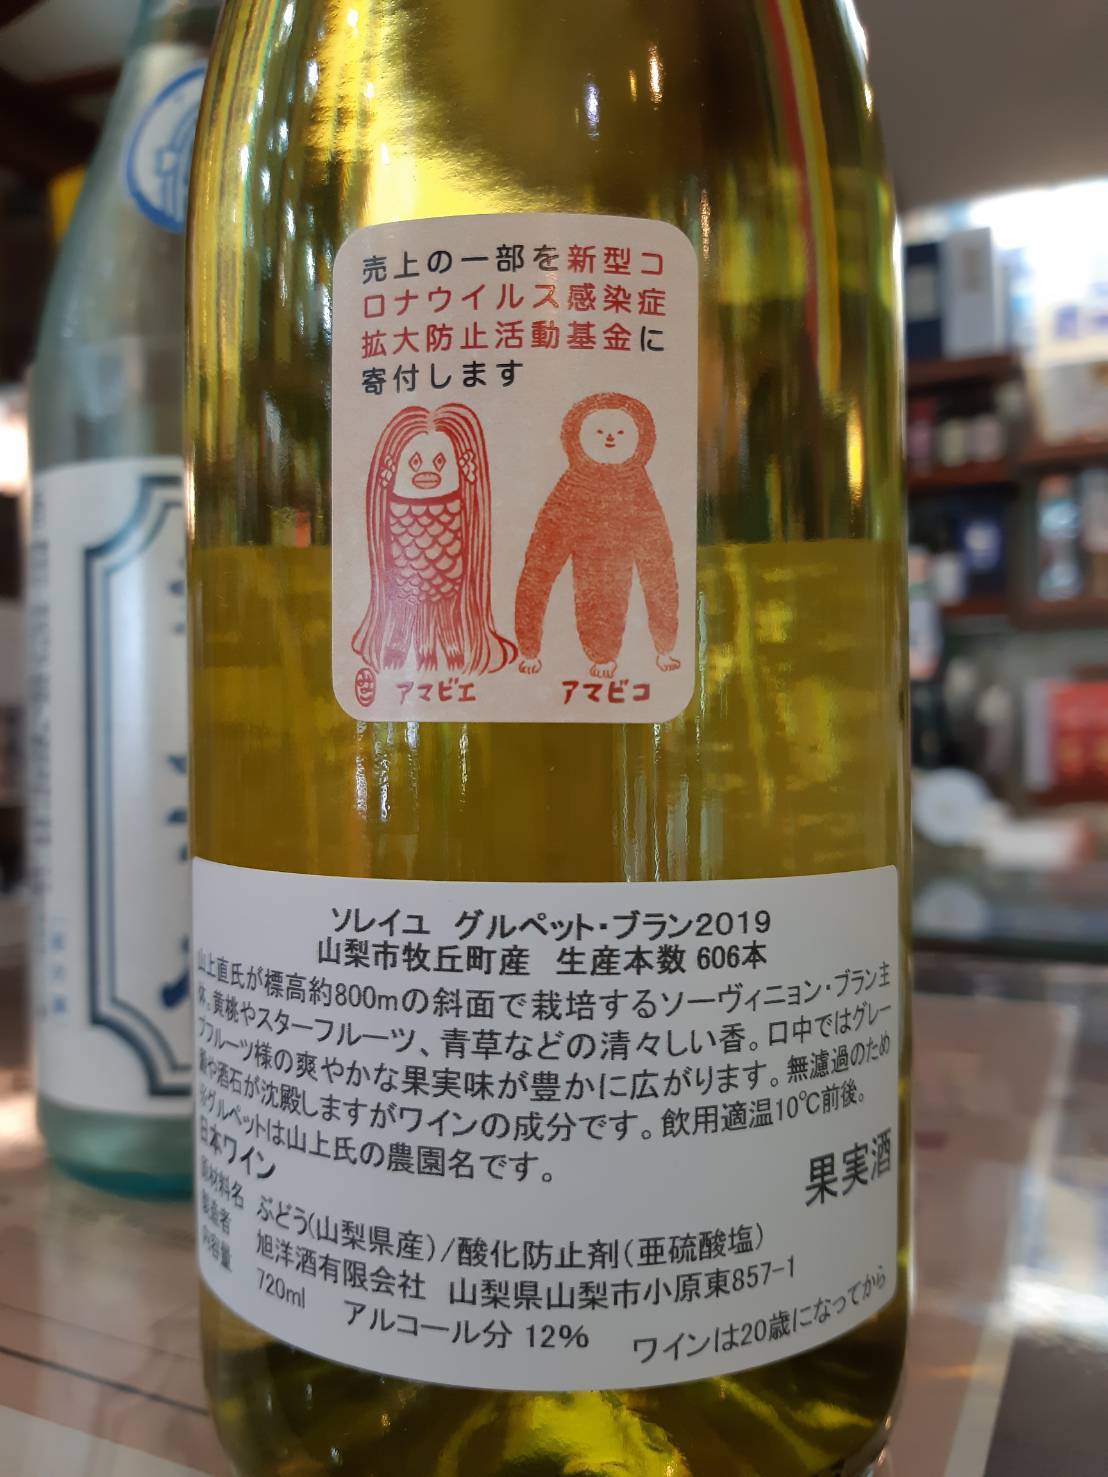 売上の一部を新型コ
ロナウイルス感染症
拡大防止活動基金に
寄付します
アマビエ アマビコ
ソレイユ グルペット・ブラン2019
山梨市牧丘町産 生産本数 606本
山上直氏が標高約800mの斜面で栽培するソーヴィニョン・ブラン主
体。黄桃やスターフルーツ、青草などの清々しい香。口中ではグレー
プフルーツ様の爽やかな果実味が豊かに広がります。無濾過のため
澱や酒石が沈殿しますがワインの成分です。飲用適温10℃前後。
※グルペットは山上氏の農園名です。
日本ワイン
果実酒
原材料名 ぶどう(山梨県産)/酸化防止剤(亜硫酸塩)
製造者 旭洋酒有限会社 山梨県山梨市小原東857-1
内容量 720ml アルコール分 12% ワインは20歳になってから